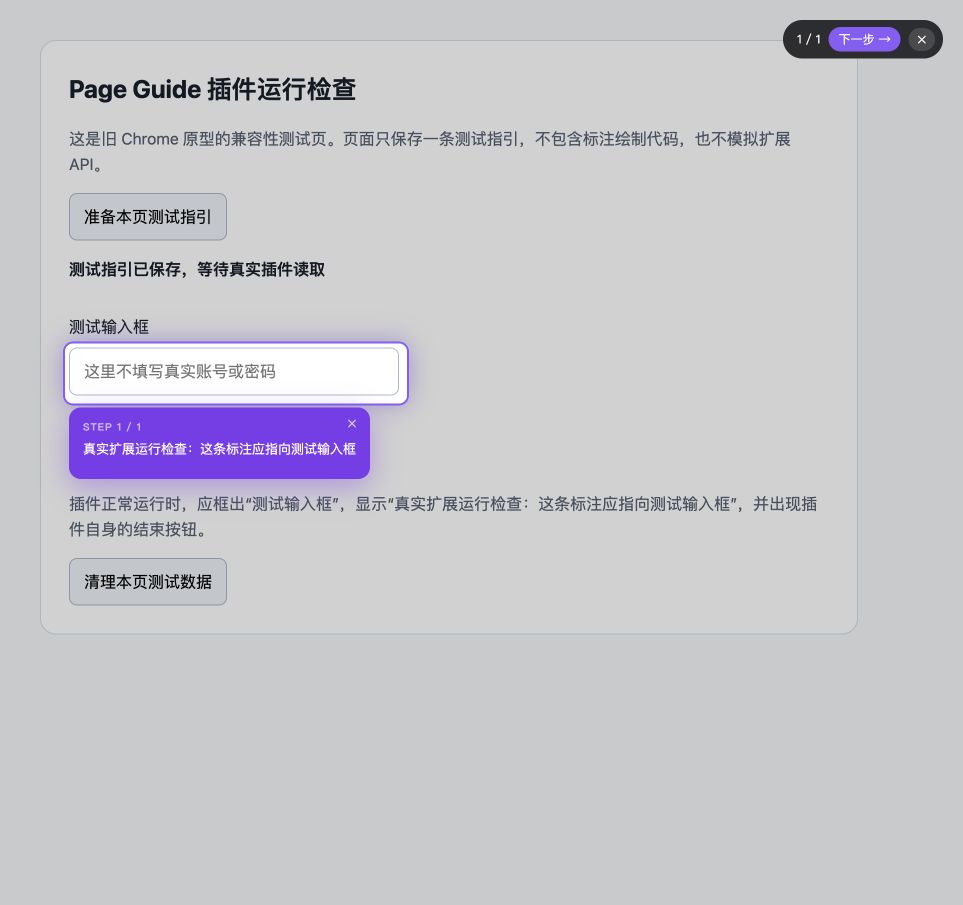 1 / 1 下一步 → ×
Page Guide 插件运行检查
这是旧 Chrome 原型的兼容性测试页。页面只保存一条测试指引，不包含标注绘制代码，也不模拟扩展
API。
准备本页测试指引
测试指引已保存，等待真实插件读取
测试输入框
这里不填写真实账号或密码
STEP 1 / 1 ×
真实扩展运行检查：这条标注应指向测试输入框
插件正常运行时，应框出“测试输入框”，显示“真实扩展运行检查：这条标注应指向测试输入框”，并出现插
件自身的结束按钮。
清理本页测试数据